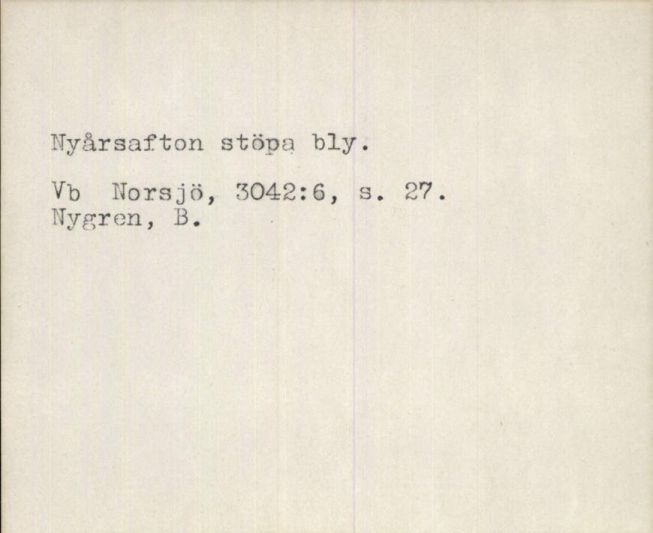 Nyårsafton stöpa bly.
Vb Norsjö, 3042:6, s. 27.
Nygren, B.